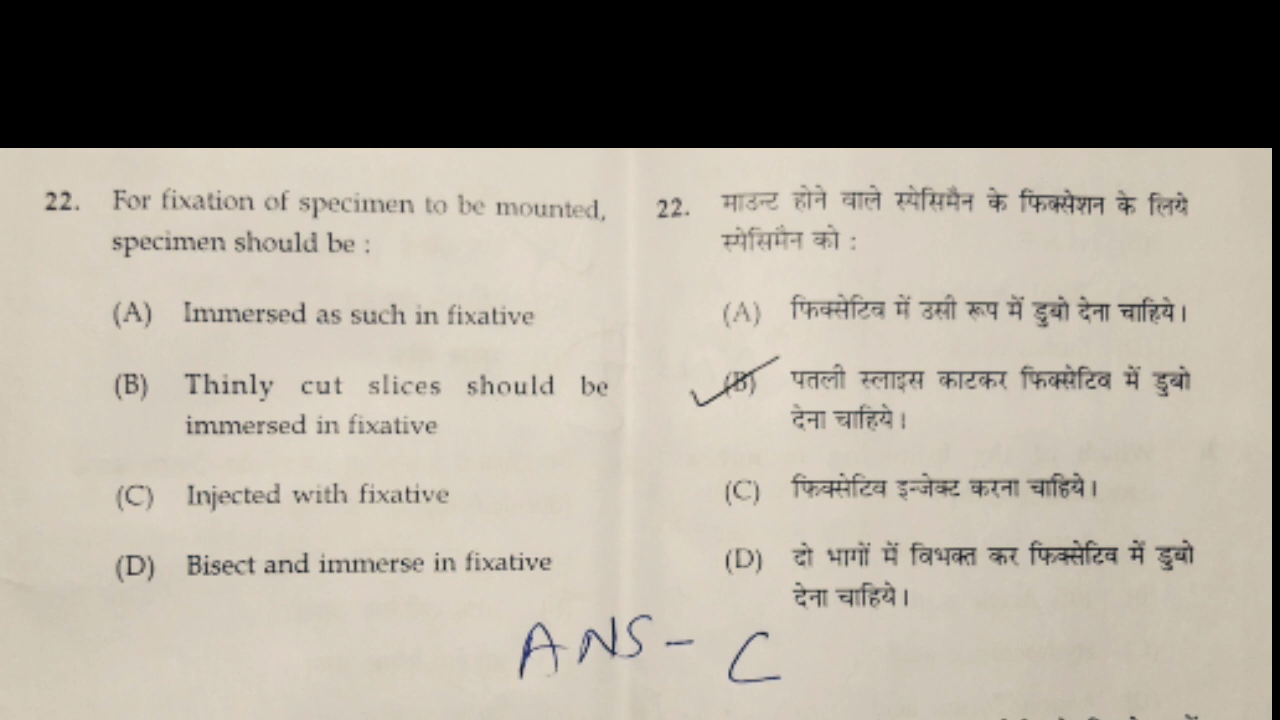 22. For fixation of specimen to be mounted,
specimen should be :
(A) Immersed as such in fixative
(B) Thinly cut slices should be
immersed in fixative
(C) Injected with fixative
(D) Bisect and immerse in fixative
22. माउन्ट होने वाले स्पेसिमैन के फिक्सेशन के लिये
स्पेसिमैन को :
(A) फिक्सेटिव में उसी रूप में डुबो देना चाहिये।
(B) पतली स्लाइस काटकर फिक्सेटिव में डुबो
देना चाहिये।
(C) फिक्सेटिव इन्जेक्ट करना चाहिये।
(D) दो भागों में विभक्त कर फिक्सेटिव में डुबो
देना चाहिये।
ANS - C